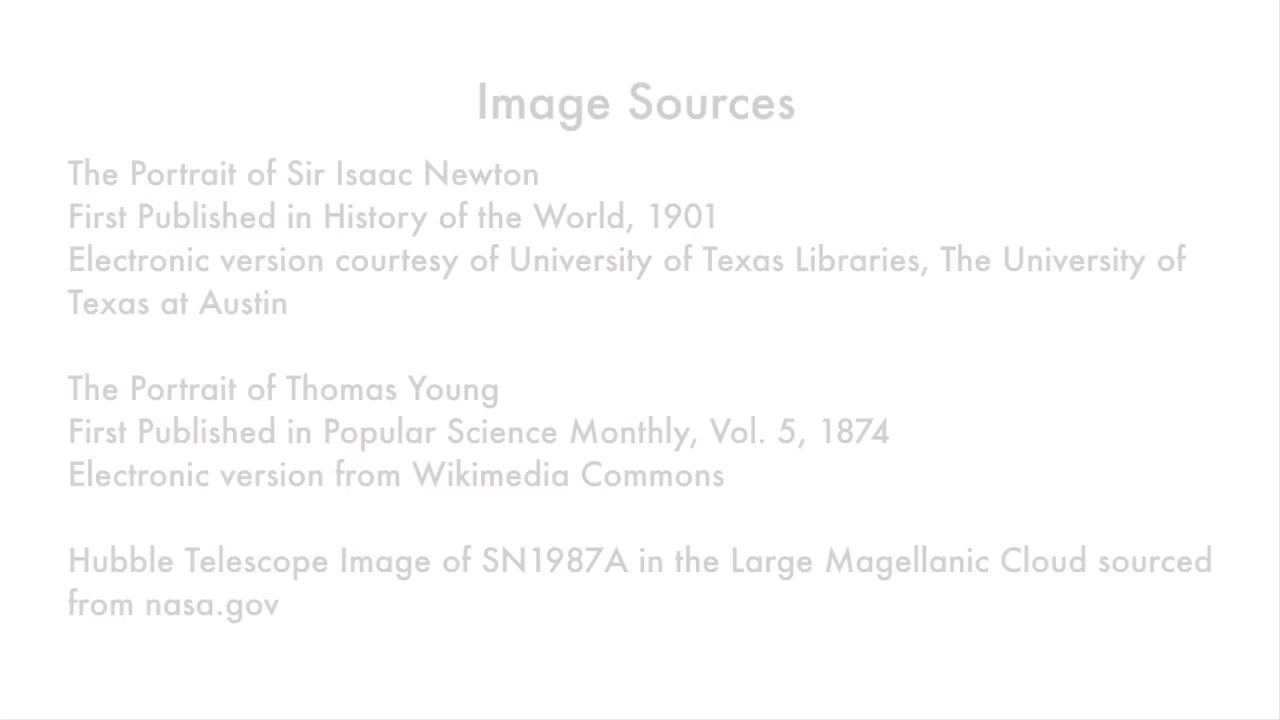 Image Sources
The Portrait of Sir Isaac Newton
First Published in History of the World, 1901
Electronic version courtesy of University of Texas Libraries, The University of
Texas at Austin
The Portrait of Thomas Young
First Published in Popular Science Monthly, Vol. 5, 1874
Electronic version from Wikimedia Commons
Hubble Telescope Image of SN1987A in the Large Magellanic Cloud sourced
from nasa.gov